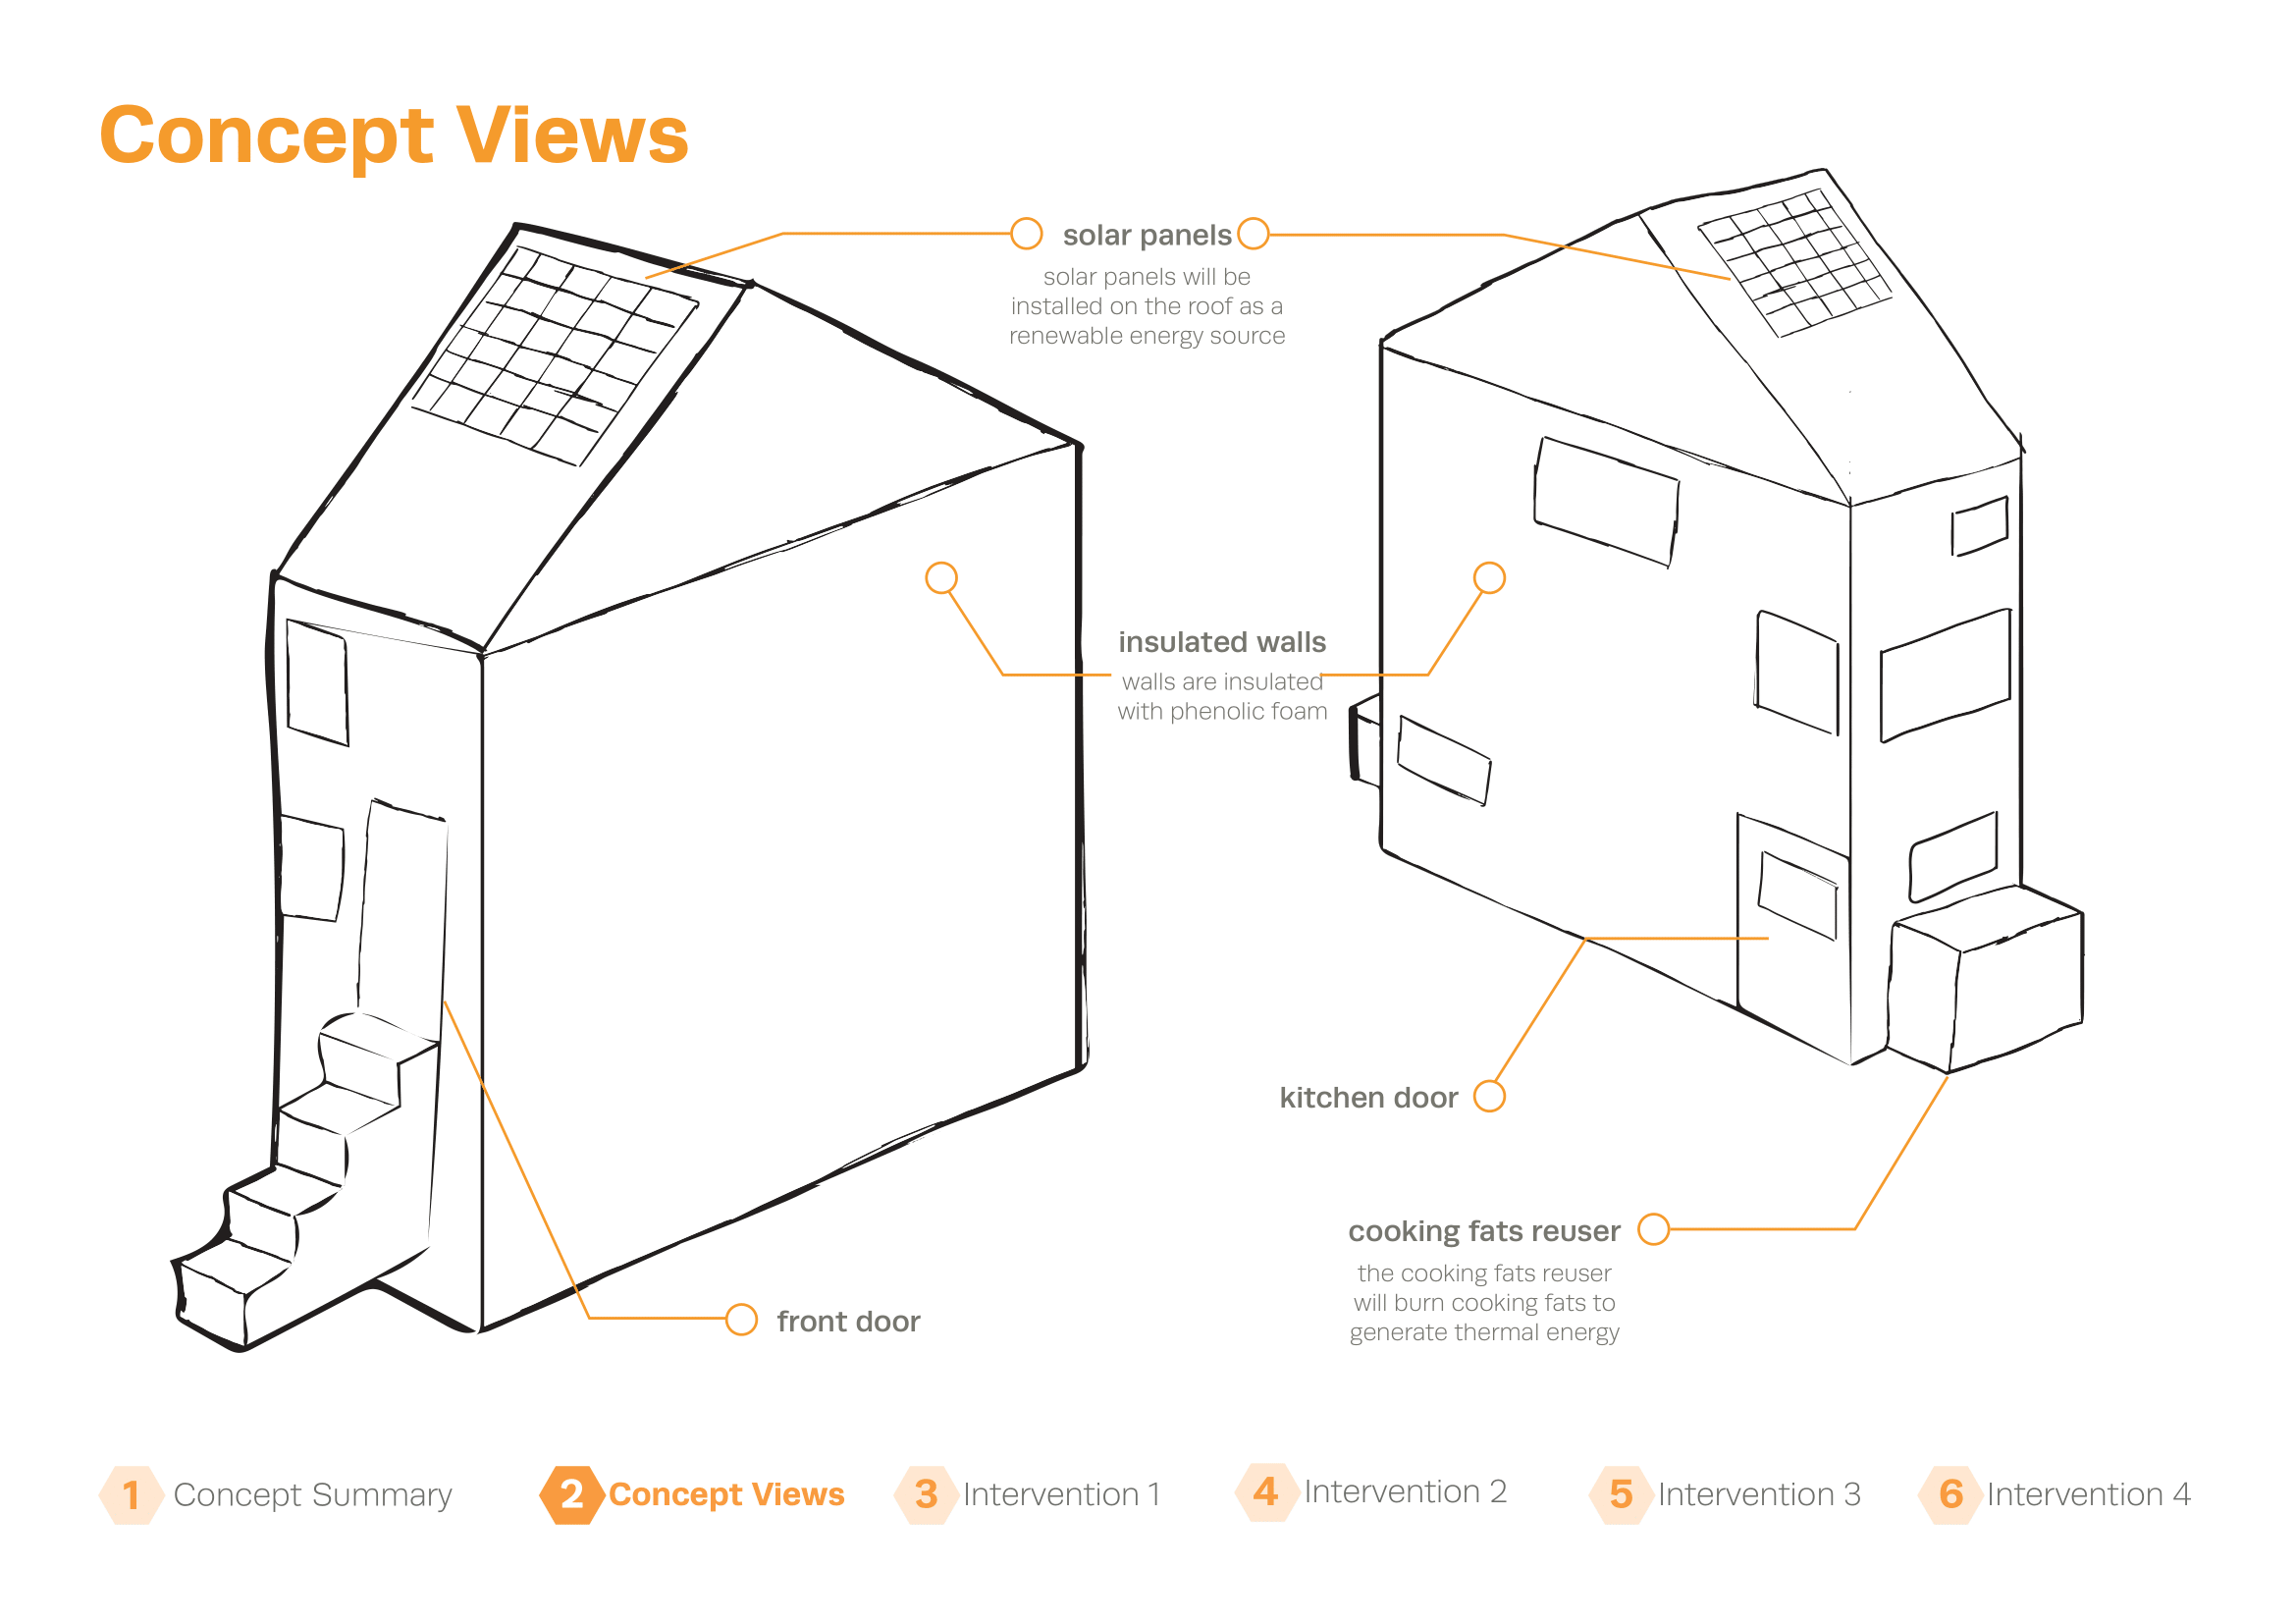 Concept Views
solar panels
solar panels will be
installed on the roof as a
renewable energy source
insulated walls
walls are insulated
with phenolic foam
kitchen door
cooking fats reuser
the cooking fats reuser
will burn cooking fats to
generate thermal energy
front door
1 Concept Summary
2 Concept Views
3 Intervention 1
4 Intervention 2
5 Intervention 3
6 Intervention 4